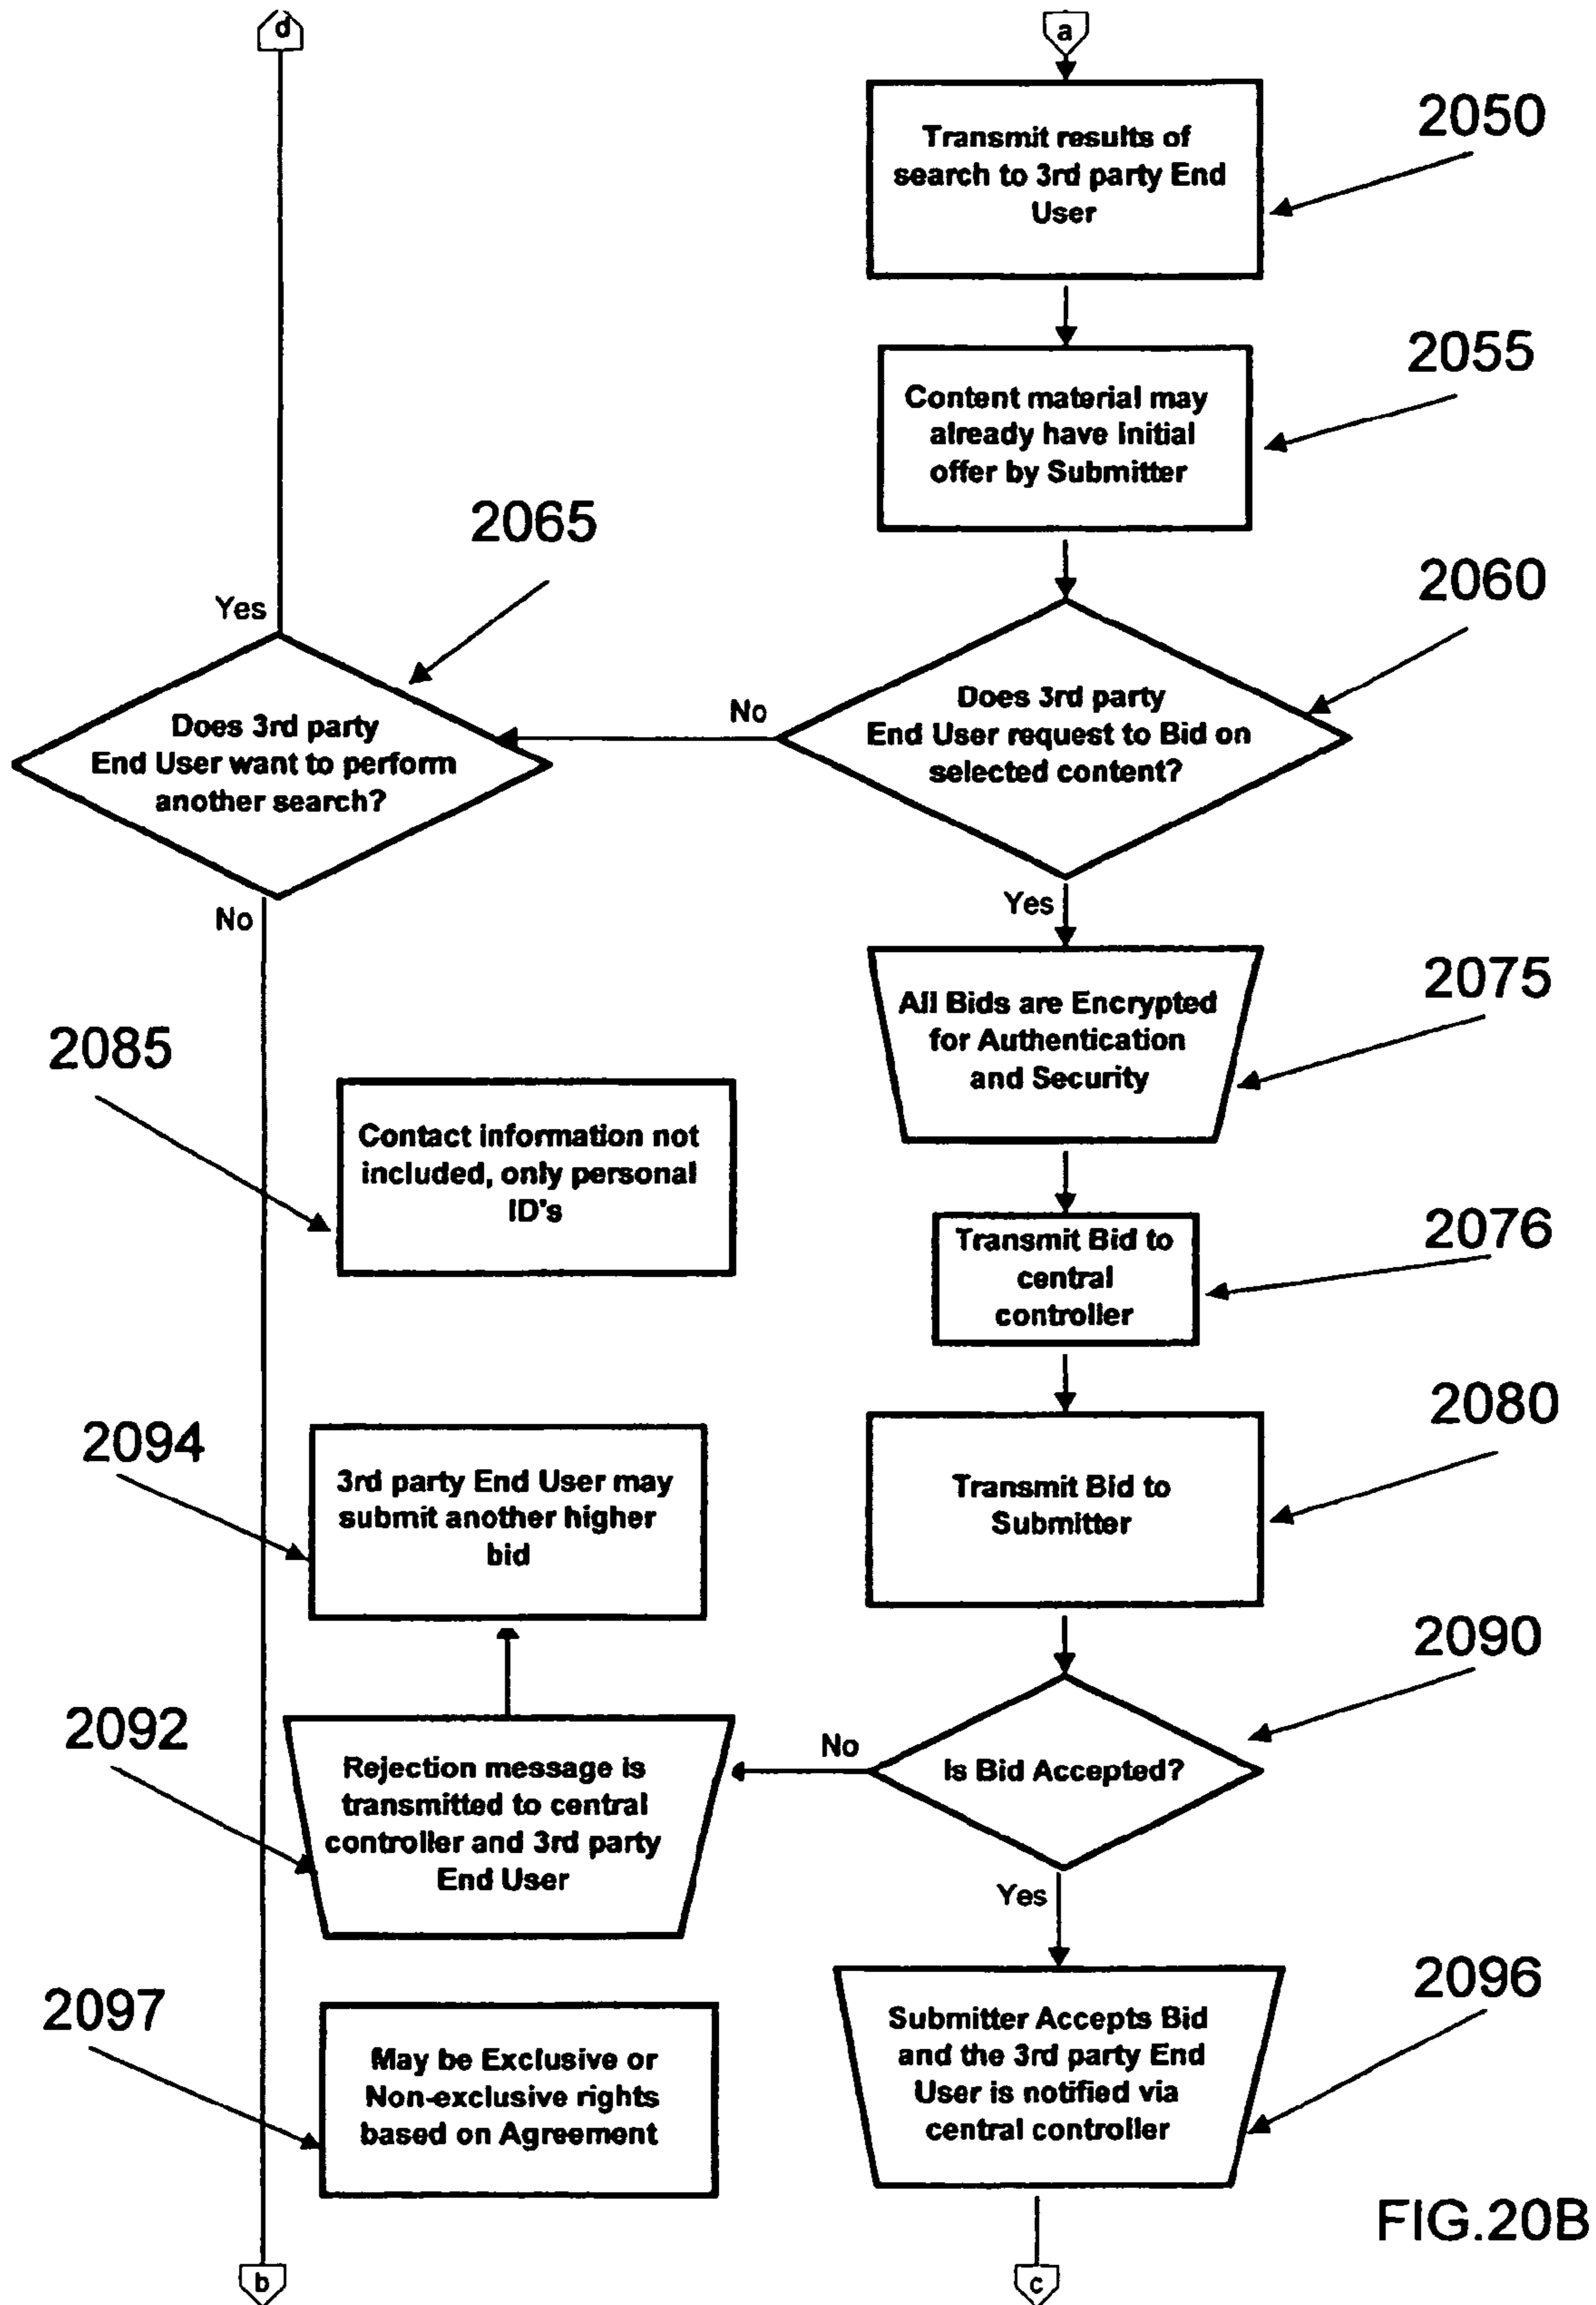 d
a
Transmit results of
search to 3rd party End
User
2050
Content material may
already have Initial
offer by Submitter
2055
2065
2060
Yes
Does 3rd party
End User want to perform
another search?
No
Does 3rd party
End User request to Bid on
selected content?
No
Yes
All Bids are Encrypted
for Authentication
and Security
2075
2085
Contact information not
included, only personal
ID's
Transmit Bid to
central
controller
2076
2094
3rd party End User may
submit another higher
bid
Transmit Bid to
Submitter
2080
2090
2092
Rejection message is
transmitted to central
controller and 3rd party
End User
No
Is Bid Accepted?
Yes
2097
May be Exclusive or
Non-exclusive rights
based on Agreement
Submitter Accepts Bid
and the 3rd party End
User is notified via
central controller
2096
FIG.20B
b
c